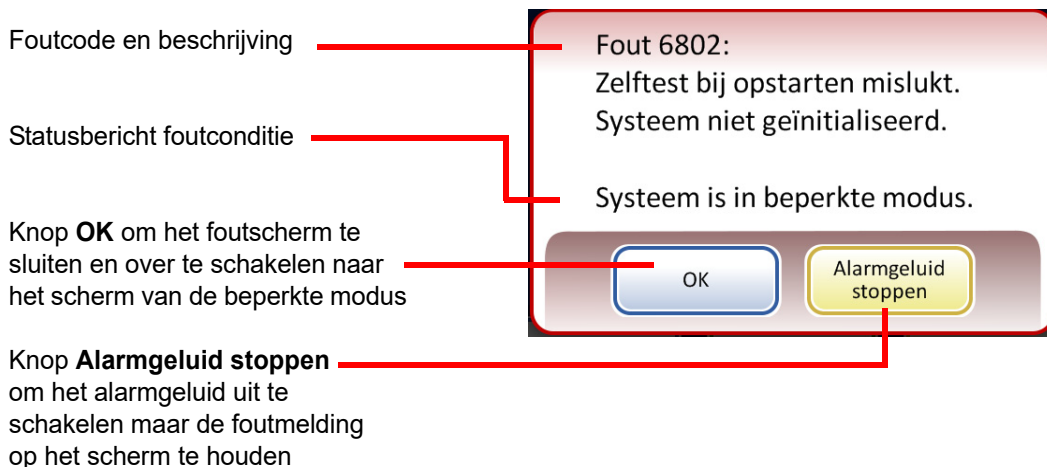 Foutcode en beschrijving
Statusbericht foutconditie
Knop OK om het foutscherm te
sluiten en over te schakelen naar
het scherm van de beperkte modus
Knop Alarmgeluid stoppen
om het alarmgeluid uit te
schakelen maar de foutmelding
op het scherm te houden
Fout 6802:
Zelftest bij opstarten mislukt.
Systeem niet geïnitialiseerd.
Systeem is in beperkte modus.
OK
Alarmgeluid
stoppen